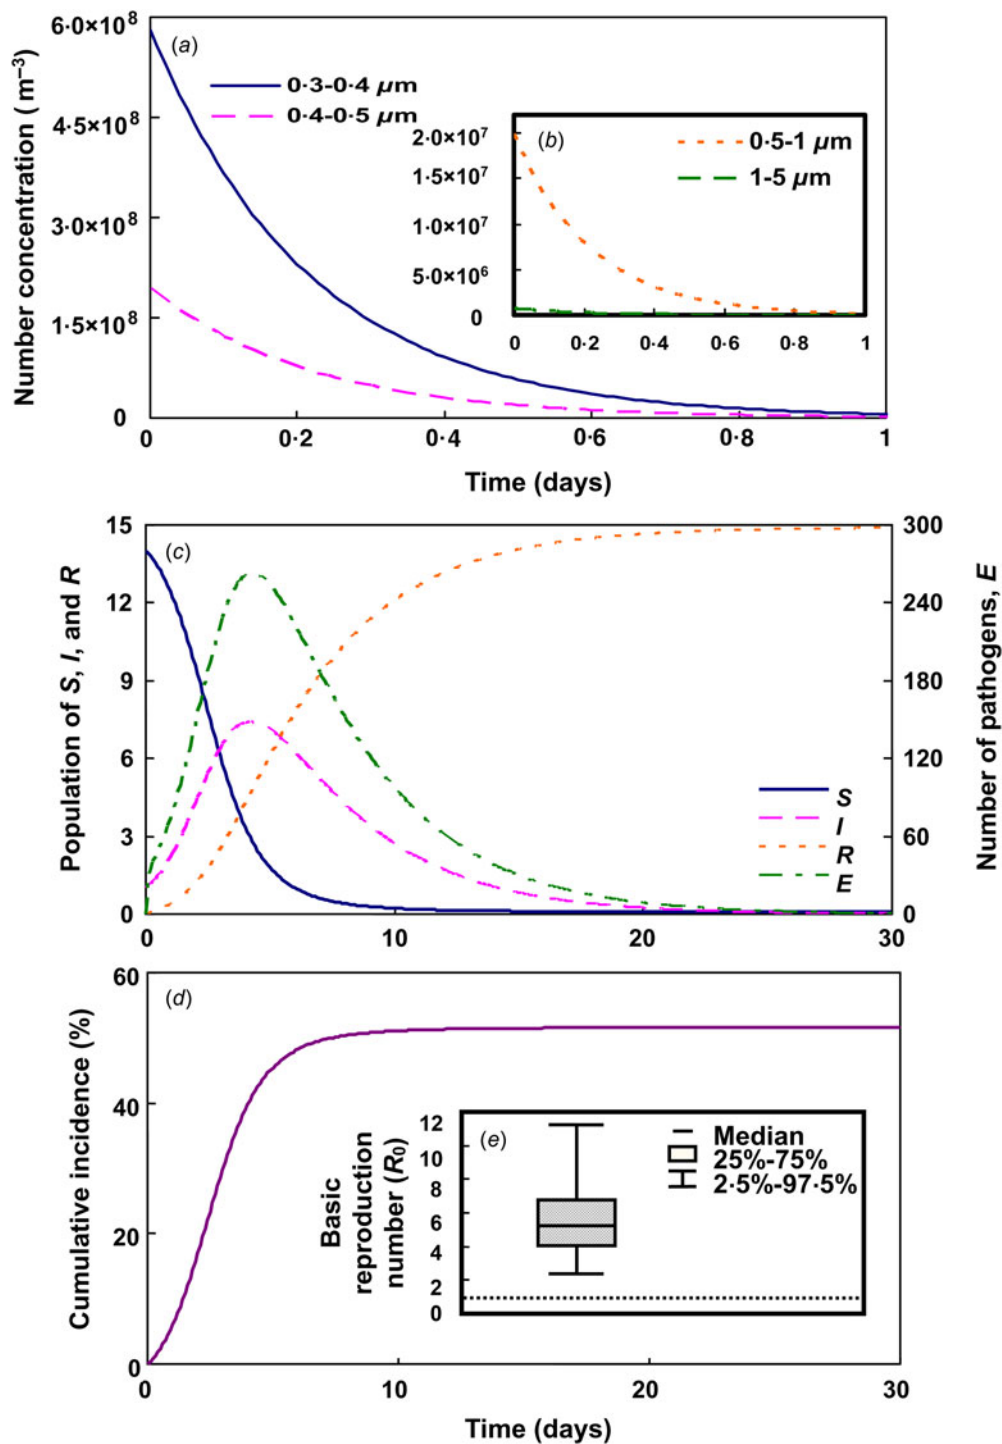 (a)
Number concentration ( m⁻³)
6·0×10⁸
4·5×10⁸
3·0×10⁸
1·5×10⁸
0
0·3-0·4 µm
0·4-0·5 µm
0 0·2 0·4 0·6 0·8 1
Time (days)
(b)
2·0×10⁷
1·5×10⁷
1·0×10⁷
5·0×10⁶
0
0·5-1 µm
1-5 µm
0 0·2 0·4 0·6 0·8 1
(c)
Population of S, I, and R
15
12
9
6
3
0
Number of pathogens, E
300
240
180
120
60
0
S
I
R
E
0 10 20 30
(d)
Cumulative incidence (%)
60
40
20
0
(e)
Basic
reproduction
number (R₀)
12
10
8
6
4
2
0
Median
25%-75%
2·5%-97·5%
0 10 20 30
Time (days)